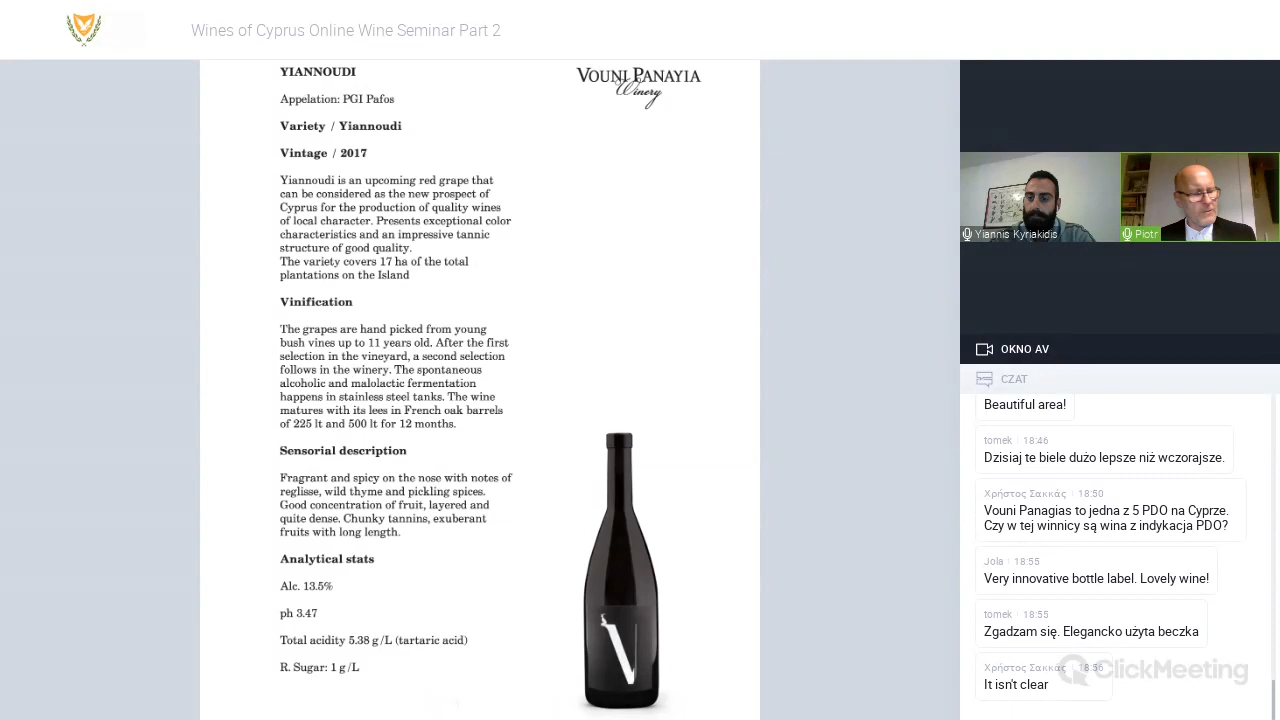 Wines of Cyprus Online Wine Seminar Part 2
YIANNOUDI
VOUNI PANAYIA
Winery
Appelation: PGI Pafos
Variety / Yiannoudi
Vintage / 2017
Yiannoudi is an upcoming red grape that
can be considered as the new prospect of
Cyprus for the production of quality wines
of local character. Presents exceptional color
characteristics and an impressive tannic
structure of good quality.
The variety covers 17 ha of the total
plantations on the Island
Vinification
The grapes are hand picked from young
bush vines up to 11 years old. After the first
selection in the vineyard, a second selection
follows in the winery. The spontaneous
alcoholic and malolactic fermentation
happens in stainless steel tanks. The wine
matures with its lees in French oak barrels
of 225 lt and 500 lt for 12 months.
Sensorial description
Fragrant and spicy on the nose with notes of
reglisse, wild thyme and pickling spices.
Good concentration of fruit, layered and
quite dense. Chunky tannins, exuberant
fruits with long length.
Analytical stats
Alc. 13.5%
ph 3.47
Total acidity 5.38 g/L (tartaric acid)
R. Sugar: 1 g/L
Yiannis Kyriakidis
Piotr
OKNO AV
CZAT
Beautiful area!
tomek 18:46
Dzisiaj te biele dużo lepsze niż wczorajsze.
Χρήστος Σακκάς 18:50
Vouni Panagias to jedna z 5 PDO na Cyprze.
Czy w tej winnicy są wina z indykacja PDO?
Jola 18:55
Very innovative bottle label. Lovely wine!
tomek 18:55
Zgadzam się. Elegancko użyta beczka
Χρήστος Σακκάς 18:56
It isn't clear
ClickMeeting